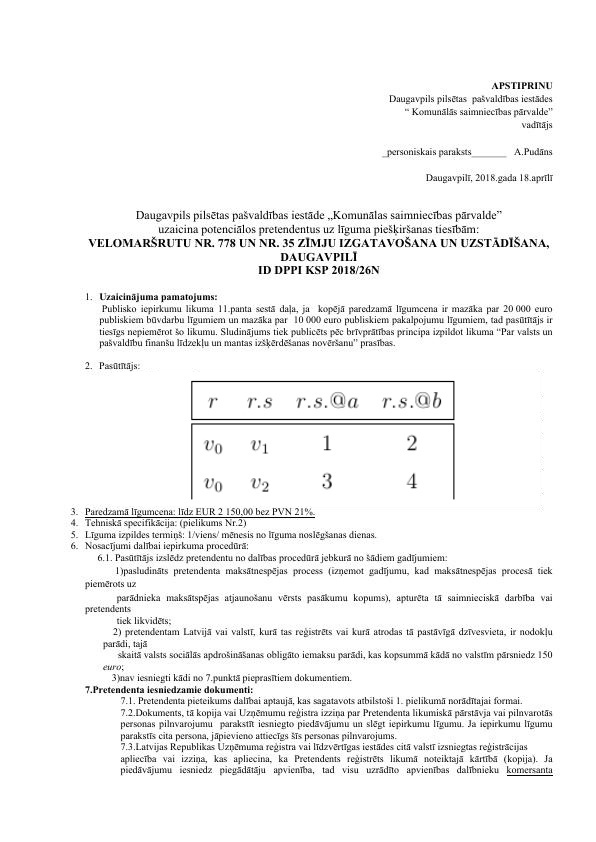 APSTIPRINU
Daugavpils pilsētas pašvaldības iestādes
“ Komunālās saimniecības pārvalde”
vadītājs
_personiskais paraksts_______ A.Pudāns
Daugavpilī, 2018.gada 18.aprīlī
Daugavpils pilsētas pašvaldības iestāde „Komunālas saimniecības pārvalde”
uzaicina potenciālos pretendentus uz līguma piešķiršanas tiesībām:
VELOMARŠRUTU NR. 778 UN NR. 35 ZĪMJU IZGATAVOŠANA UN UZSTĀDĪŠANA,
DAUGAVPILĪ
ID DPPI KSP 2018/26N
1. Uzaicinājuma pamatojums:
Publisko iepirkumu likuma 11.panta sestā daļa, ja kopējā paredzamā līgumcena ir mazāka par 20 000 euro
publiskiem būvdarbu līgumiem un mazāka par 10 000 euro publiskiem pakalpojumu līgumiem, tad pasūtītājs ir
tiesīgs nepiemērot šo likumu. Sludinājums tiek publicēts pēc brīvprātības principa izpildot likuma “Par valsts un
pašvaldību finanšu līdzekļu un mantas izšķērdēšanas novēršanu” prasības.
2. Pasūtītājs:
r r.s r.s.@a r.s.@b
v0 v1 1 2
v0 v2 3 4
3. Paredzamā līgumcena: līdz EUR 2 150,00 bez PVN 21%.
4. Tehniskā specifikācija: (pielikums Nr.2)
5. Līguma izpildes termiņš: 1/viens/ mēnesis no līguma noslēgšanas dienas.
6. Nosacījumi dalībai iepirkuma procedūrā:
6.1. Pasūtītājs izslēdz pretendentu no dalības procedūrā jebkurā no šādiem gadījumiem:
1)pasludināts pretendenta maksātnespējas process (izņemot gadījumu, kad maksātnespējas procesā tiek
piemērots uz
parādnieka maksātspējas atjaunošanu vērsts pasākumu kopums), apturēta tā saimnieciskā darbība vai
pretendents
tiek likvidēts;
2) pretendentam Latvijā vai valstī, kurā tas reģistrēts vai kurā atrodas tā pastāvīgā dzīvesvieta, ir nodokļu
parādi, tajā
skaitā valsts sociālās apdrošināšanas obligāto iemaksu parādi, kas kopsummā kādā no valstīm pārsniedz 150
euro;
3)nav iesniegti kādi no 7.punktā pieprasītiem dokumentiem.
7.Pretendenta iesniedzamie dokumenti:
7.1. Pretendenta pieteikums dalībai aptaujā, kas sagatavots atbilstoši 1. pielikumā norādītajai formai.
7.2.Dokuments, tā kopija vai Uzņēmumu reģistra izziņa par Pretendenta likumiskā pārstāvja vai pilnvarotās
personas pilnvarojumu parakstīt iesniegto piedāvājumu un slēgt iepirkumu līgumu. Ja iepirkumu līgumu
parakstīs cita persona, jāpievieno attiecīgs šīs personas pilnvarojums.
7.3.Latvijas Republikas Uzņēmuma reģistra vai līdzvērtīgas iestādes citā valstī izsniegtas reģistrācijas
apliecība vai izziņa, kas apliecina, ka Pretendents reģistrēts likumā noteiktajā kārtībā (kopija). Ja
piedāvājumu iesniedz piegādātāju apvienība, tad visu uzrādīto apvienības dalībnieku komersanta